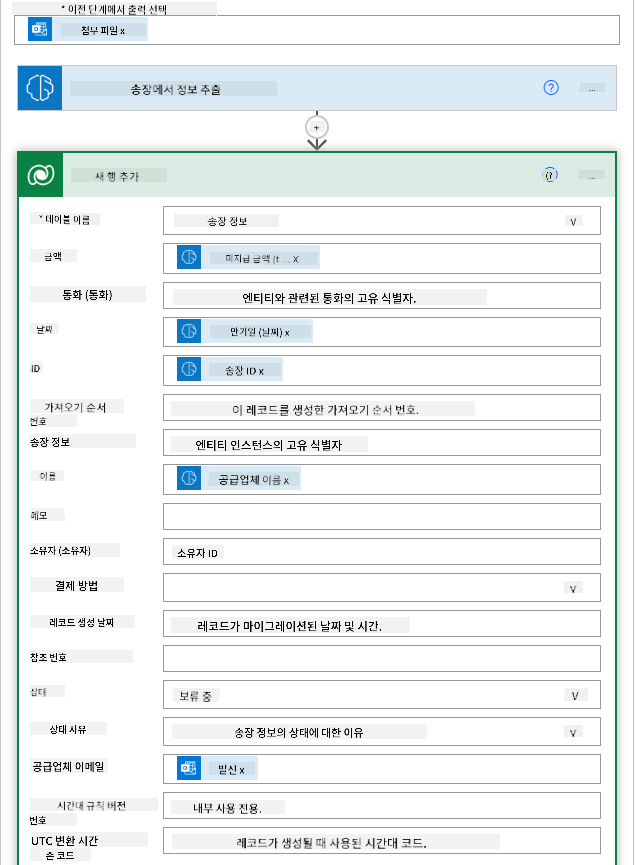 * 이전 단계에서 출력 선택
첨부 파일 x
송장에서 정보 추출
?
...
+
새 행 추가
...
* 테이블 이름
송장 정보
V
금액
미지급 금액 (t ... X
통화 (통화)
엔티티와 관련된 통화의 고유 식별자.
날짜
만기일 (날짜) x
ID
송장 ID x
가져오기 순서
번호
이 레코드를 생성한 가져오기 순서 번호.
송장 정보
엔티티 인스턴스의 고유 식별자
이름
공급업체 이름 x
메모
소유자 (소유자)
소유자 ID
결제 방법
V
레코드 생성 날짜
레코드가 마이그레이션된 날짜 및 시간.
참조 번호
상태
보류 중
V
상태 사유
송장 정보의 상태에 대한 이유
V
공급업체 이메일
발신 x
시간대 규칙 버전
번호
내부 사용 전용.
UTC 변환 시간
존 코드
레코드가 생성될 때 사용된 시간대 코드.